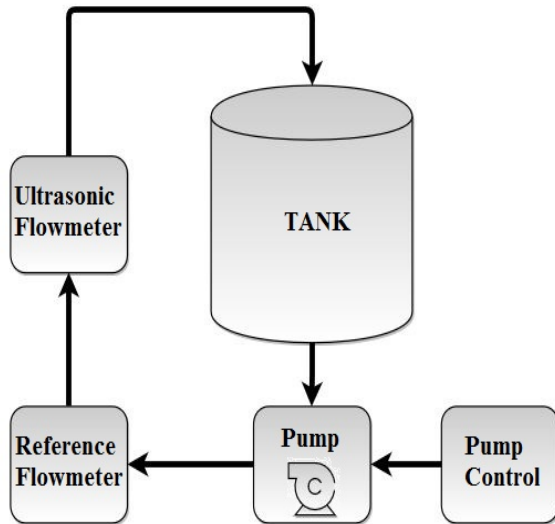 Ultrasonic
Flowmeter
TANK
Reference
Flowmeter
Pump
C
Pump
Control